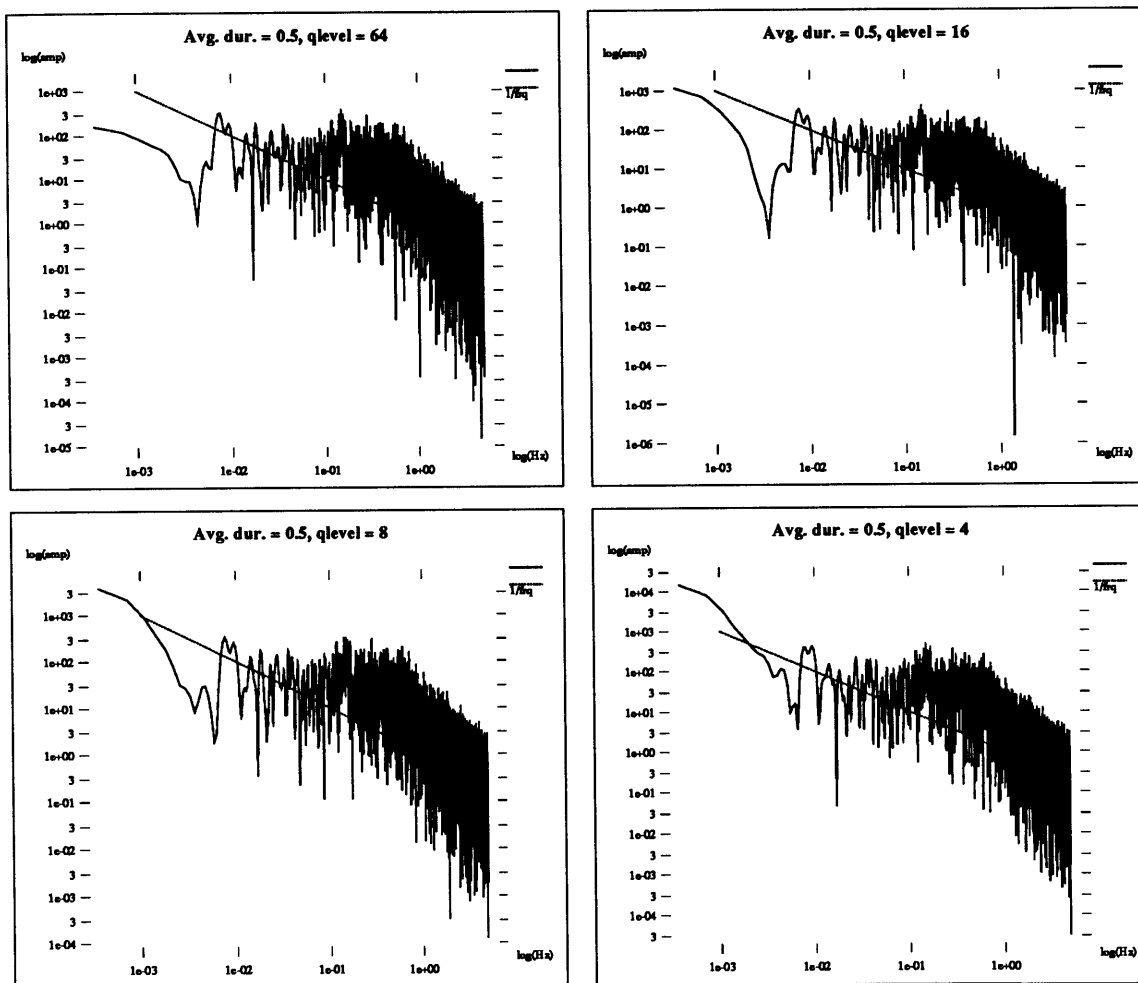 Avg. dur. = 0.5, qlevel = 64
log(amp)
1/frq
1e+03
3
1e+02
3
1e+01
3
1e+00
3
1e-01
3
1e-02
3
1e-03
3
1e-04
3
1e-05
1e-03
1e-02
1e-01
1e+00
log(Hz)
Avg. dur. = 0.5, qlevel = 16
log(amp)
1/frq
1e+03
1e+02
1e+01
1e+00
1e-01
1e-02
1e-03
1e-04
1e-05
1e-06
1e-03
1e-02
1e-01
1e+00
log(Hz)
Avg. dur. = 0.5, qlevel = 8
log(amp)
1/frq
3
1e+03
3
1e+02
3
1e+01
3
1e+00
3
1e-01
3
1e-02
3
1e-03
3
1e-04
1e-03
1e-02
1e-01
1e+00
log(Hz)
Avg. dur. = 0.5, qlevel = 4
log(amp)
1/frq
3
1e+04
3
1e+03
3
1e+02
3
1e+01
3
1e+00
3
1e-01
3
1e-02
3
1e-03
3
1e-04
3
1e-03
1e-02
1e-01
1e+00
log(Hz)